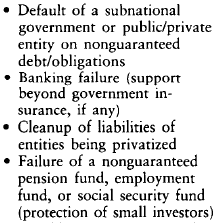 • Default of a subnational
government or public/private
entity on nonguaranteed
debt/obligations
• Banking failure (support
beyond government in-
surance, if any)
• Cleanup of liabilities of
entities being privatized
• Failure of a nonguaranteed
pension fund, employment
fund, or social security fund
(protection of small investors)